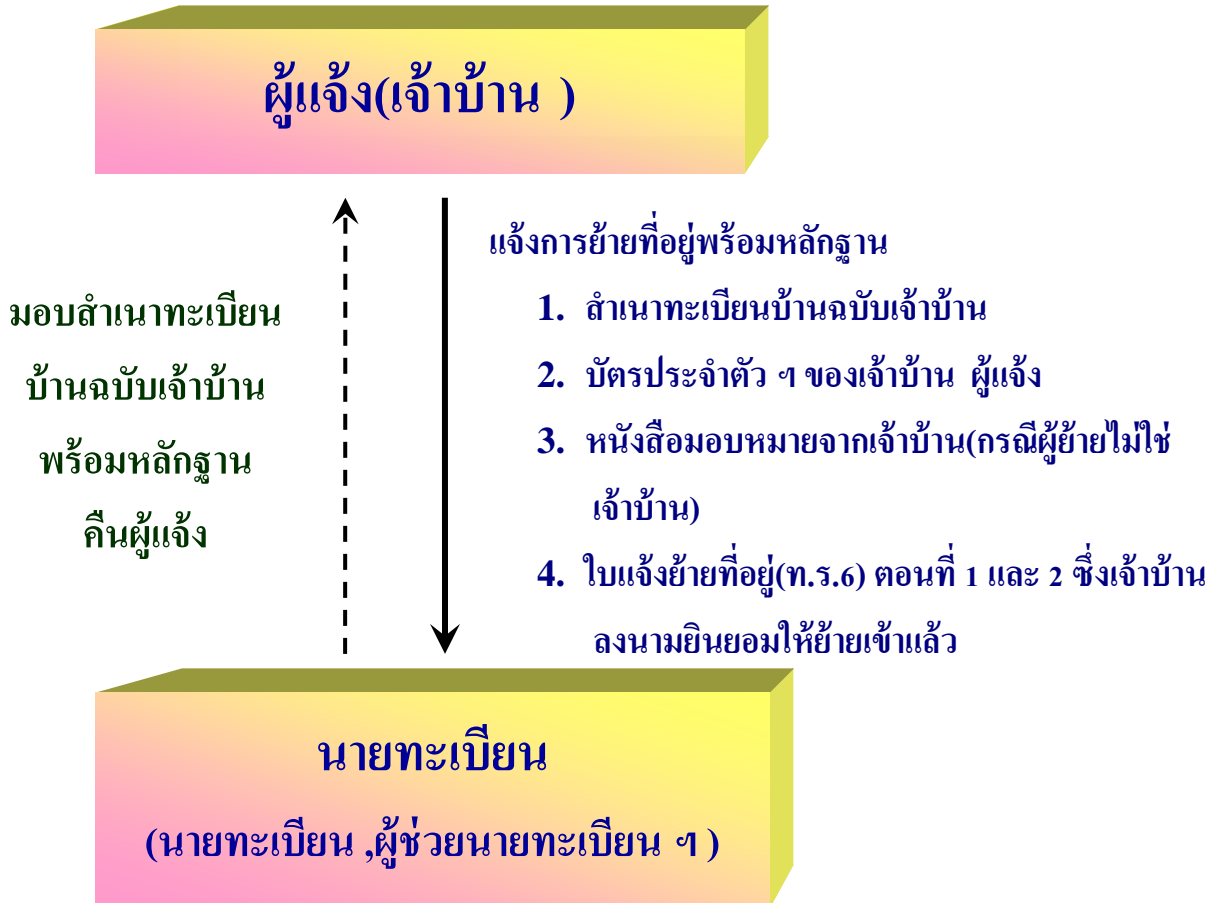 ผู้แจ้ง(เจ้าบ้าน )
แจ้งการย้ายที่อยู่พร้อมหลักฐาน
1. สำเนาทะเบียนบ้านฉบับเจ้าบ้าน
2. บัตรประจำตัว ฯ ของเจ้าบ้าน ผู้แจ้ง
3. หนังสือมอบหมายจากเจ้าบ้าน(กรณีผู้ย้ายไม่ใช่
เจ้าบ้าน)
4. ใบแจ้งย้ายที่อยู่(ท.ร.6) ตอนที่ 1 และ 2 ซึ่งเจ้าบ้าน
ลงนามยินยอมให้ย้ายเข้าแล้ว
มอบสำเนาทะเบียน
บ้านฉบับเจ้าบ้าน
พร้อมหลักฐาน
คืนผู้แจ้ง
นายทะเบียน
(นายทะเบียน ,ผู้ช่วยนายทะเบียน ฯ )